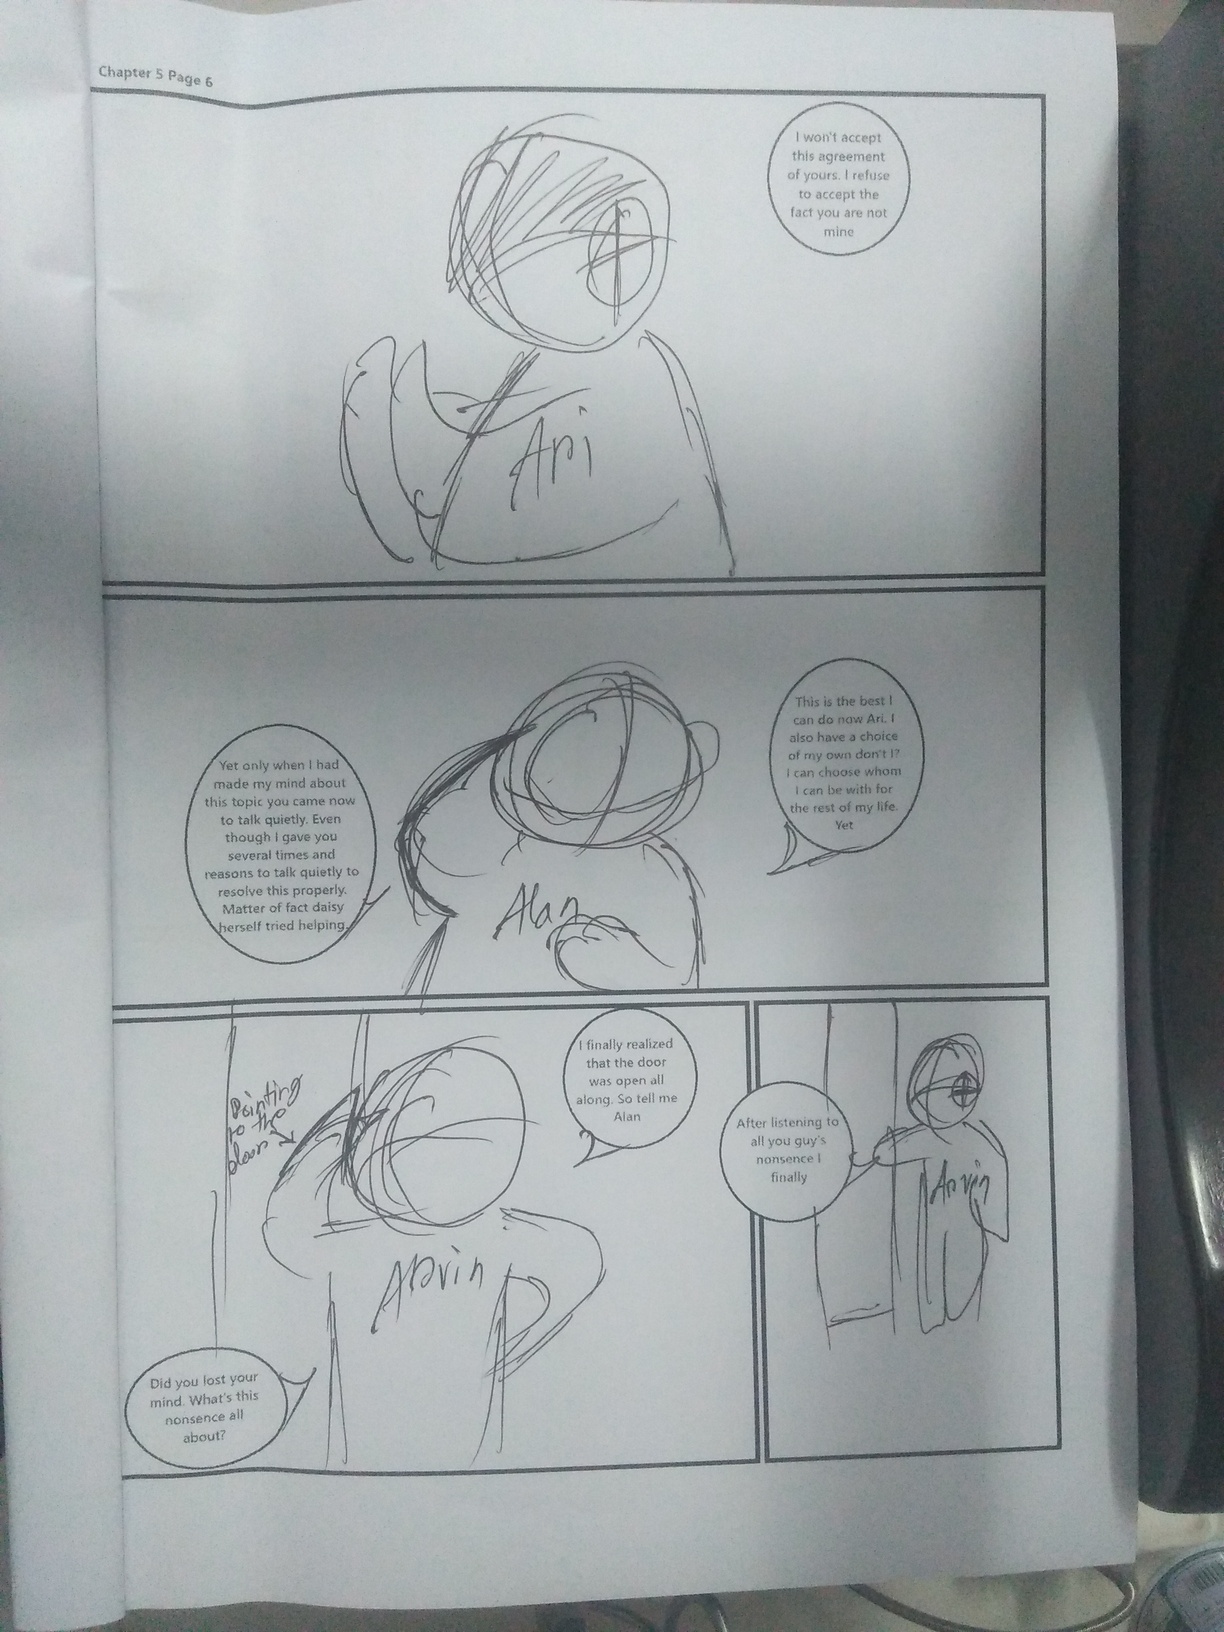 Chapter 5 Page 6
I won't accept
this agreement
of yours. I refuse
to accept the
fact you are not
mine
Ari
This is the best I
can do now Ari. I
also have a choice
of my own don't I?
I can choose whom
I can be with for
the rest of my life.
Yet
Yet only when I had
made my mind about
this topic you came now
to talk quietly. Even
though I gave you
several times and
reasons to talk quietly to
resolve this properly.
Matter of fact daisy
herself tried helping.
Alan
After listening to
all you guy's
nonsence I
finally
Arvin
I finally realized
that the door
was open all
along. So tell me
Alan
Pointing
to the
door
Arvin
Did you lost your
mind. What's this
nonsence all
about?